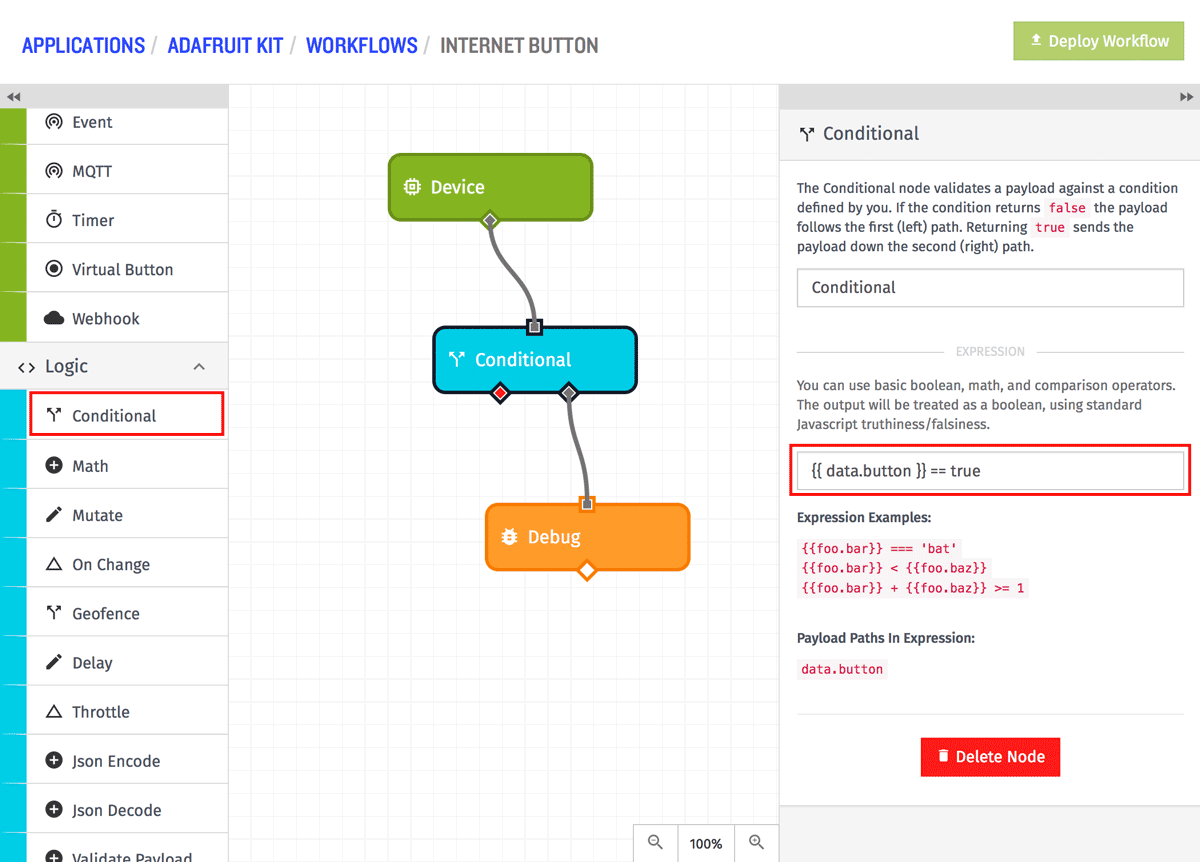 APPLICATIONS / ADAFRUIT KIT / WORKFLOWS / INTERNET BUTTON
Deploy Workflow
Event
MQTT
Timer
Virtual Button
Webhook
Logic
Conditional
Math
Mutate
On Change
Geofence
Delay
Throttle
Json Encode
Json Decode
Validate Payload
Device
Conditional
Debug
100%
Conditional
The Conditional node validates a payload against a condition
defined by you. If the condition returns false the payload
follows the first (left) path. Returning true sends the
payload down the second (right) path.
Conditional
EXPRESSION
You can use basic boolean, math, and comparison operators.
The output will be treated as a boolean, using standard
Javascript truthiness/falsiness.
{{ data.button }} == true
Expression Examples:
{{foo.bar}} === 'bat'
{{foo.bar}} < {{foo.baz}}
{{foo.bar}} + {{foo.baz}} >= 1
Payload Paths In Expression:
data.button
Delete Node